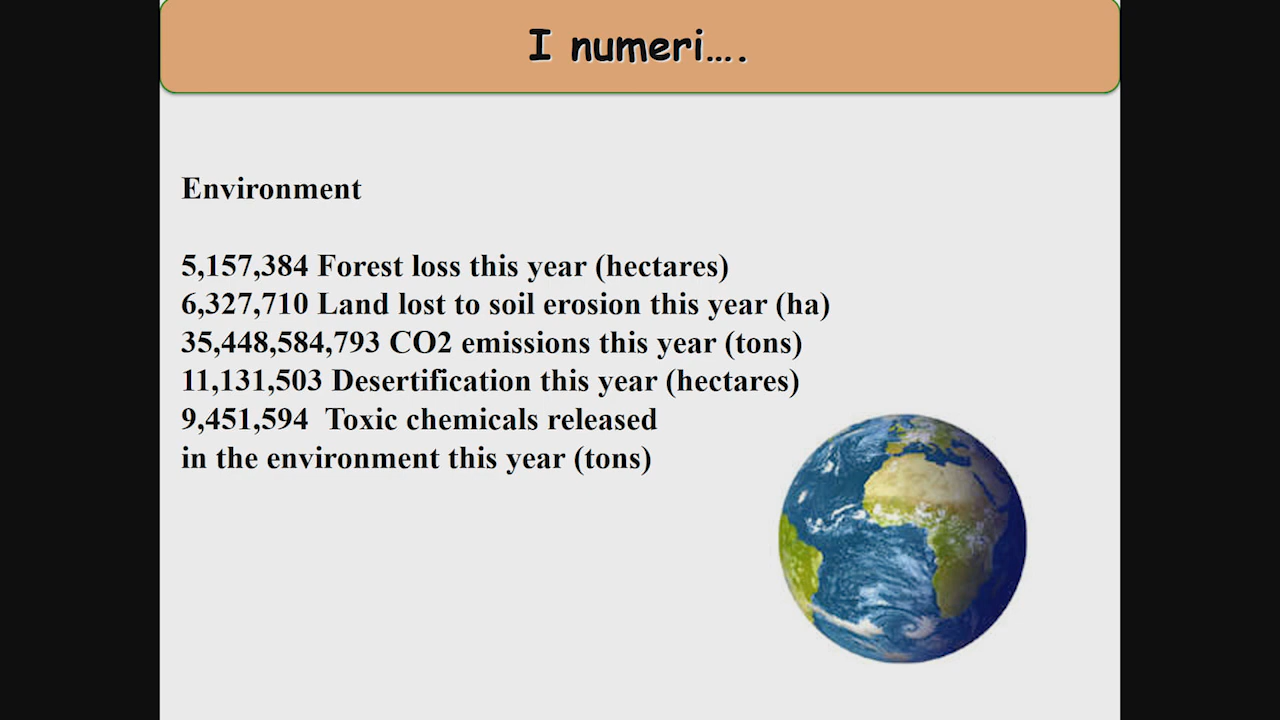 I numeri….
Environment
5,157,384 Forest loss this year (hectares)
6,327,710 Land lost to soil erosion this year (ha)
35,448,584,793 CO2 emissions this year (tons)
11,131,503 Desertification this year (hectares)
9,451,594  Toxic chemicals released
in the environment this year (tons)